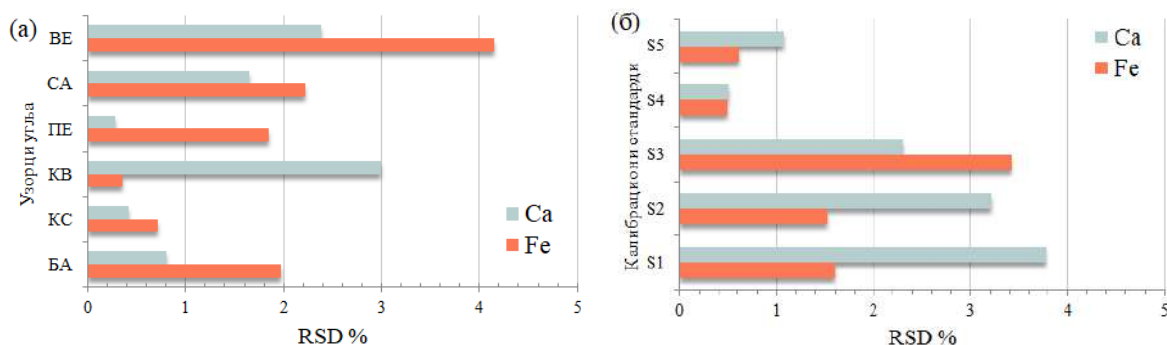 (а)
Узорци угља
ВЕ
СА
ПЕ
КВ
КС
БА
Ca
Fe
0 1 2 3 4 5
RSD %
(б)
Калибрациони стандарди
S5
S4
S3
S2
S1
Ca
Fe
0 1 2 3 4 5
RSD %